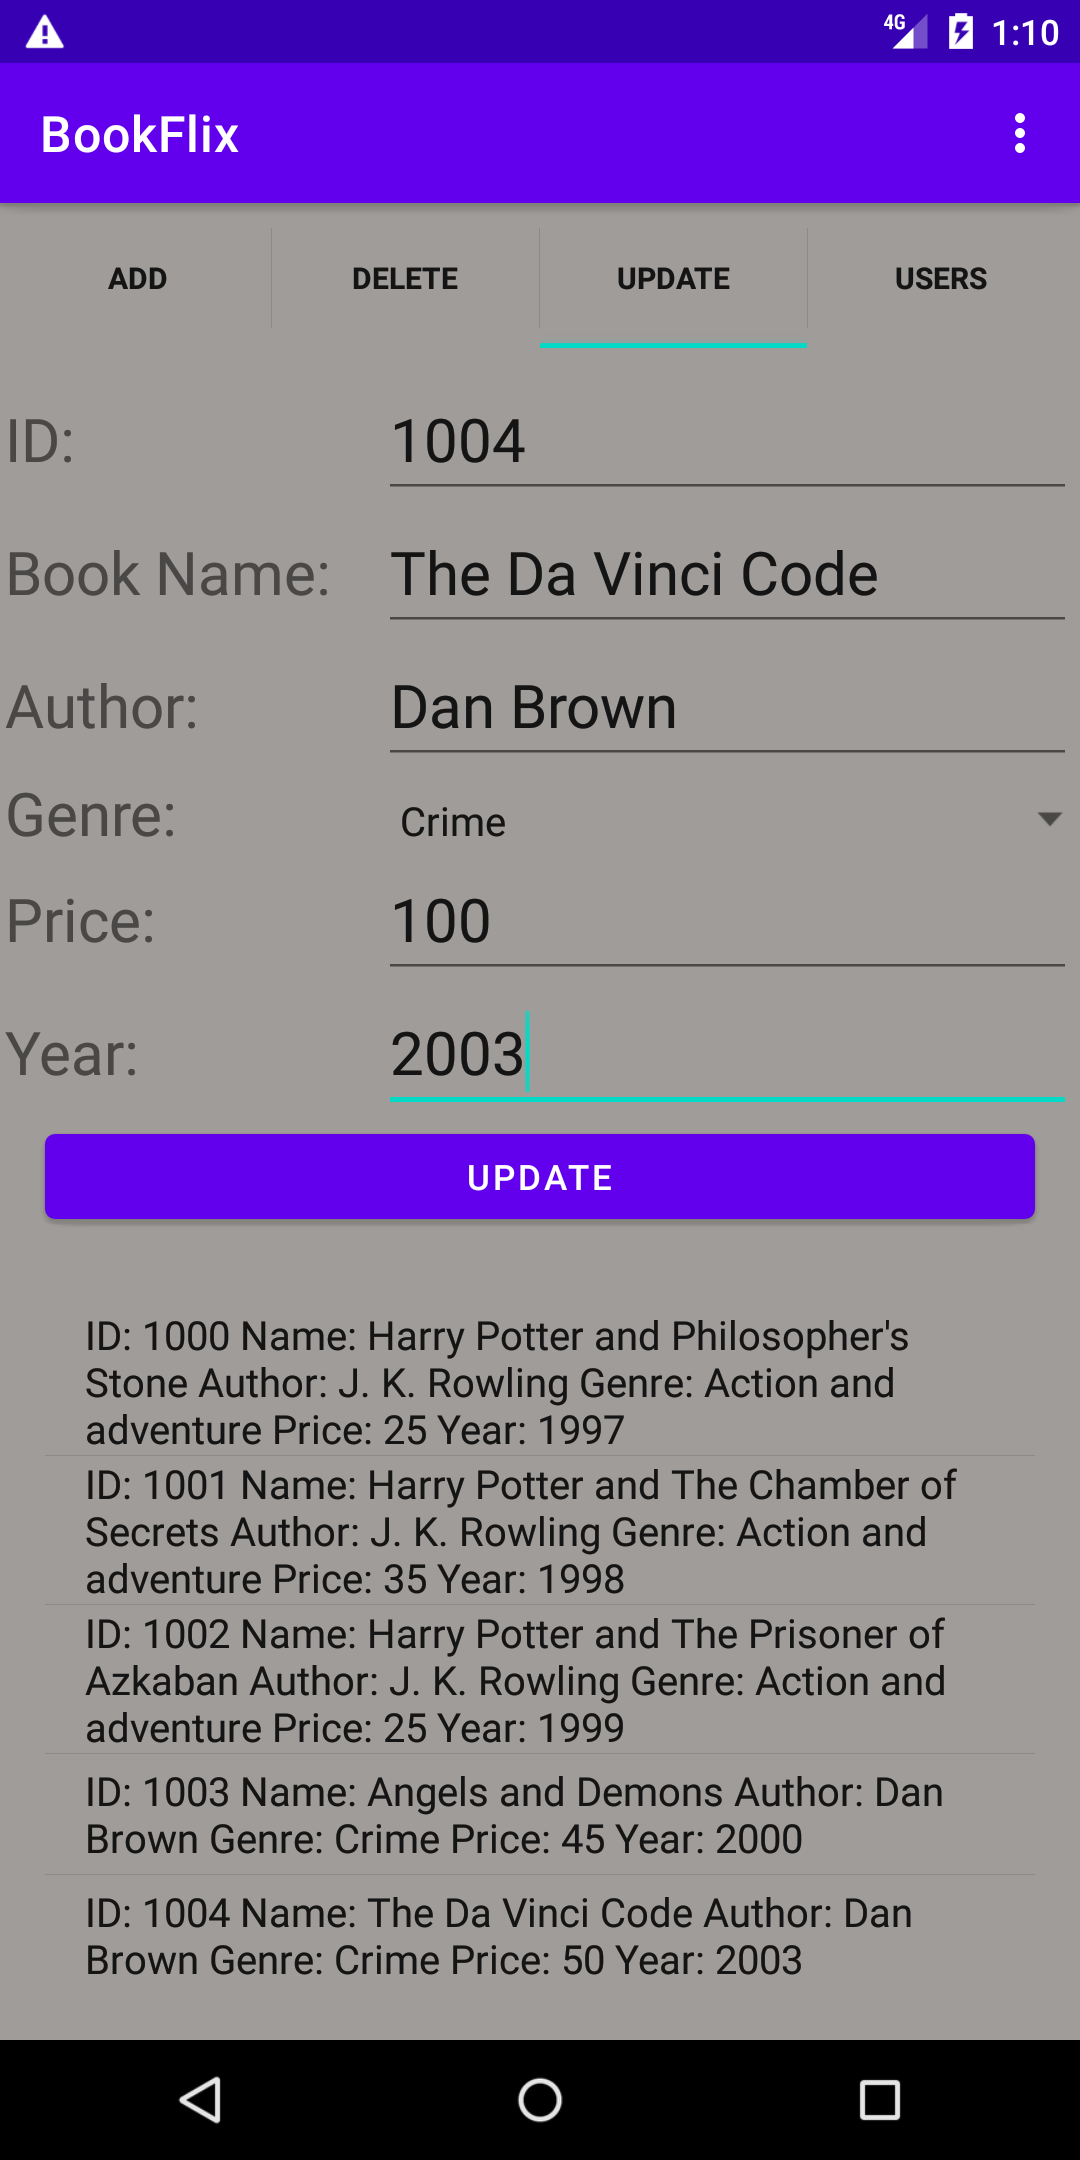 4G 1:10
BookFlix
ADD DELETE UPDATE USERS
ID: 1004
Book Name: The Da Vinci Code
Author: Dan Brown
Genre: Crime
Price: 100
Year: 2003
UPDATE
ID: 1000 Name: Harry Potter and Philosopher's
Stone Author: J. K. Rowling Genre: Action and
adventure Price: 25 Year: 1997
ID: 1001 Name: Harry Potter and The Chamber of
Secrets Author: J. K. Rowling Genre: Action and
adventure Price: 35 Year: 1998
ID: 1002 Name: Harry Potter and The Prisoner of
Azkaban Author: J. K. Rowling Genre: Action and
adventure Price: 25 Year: 1999
ID: 1003 Name: Angels and Demons Author: Dan
Brown Genre: Crime Price: 45 Year: 2000
ID: 1004 Name: The Da Vinci Code Author: Dan
Brown Genre: Crime Price: 50 Year: 2003